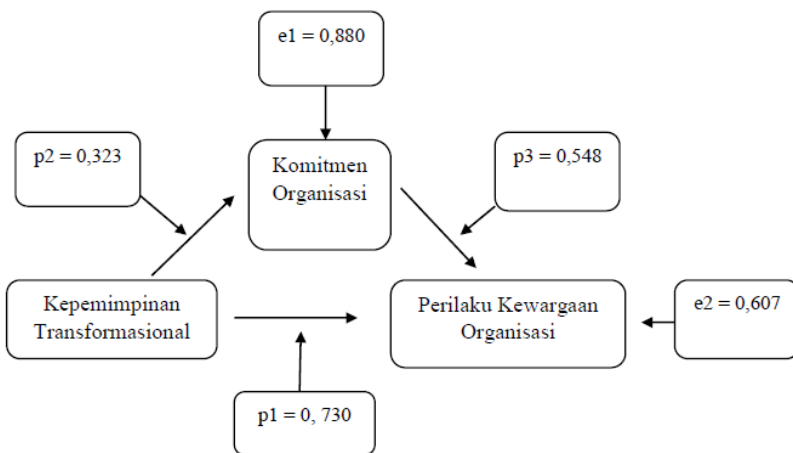 e1 = 0,880
p2 = 0,323
Komitmen
Organisasi
p3 = 0,548
Kepemimpinan
Transformasional
Perilaku Kewargaan
Organisasi
e2 = 0,607
p1 = 0, 730